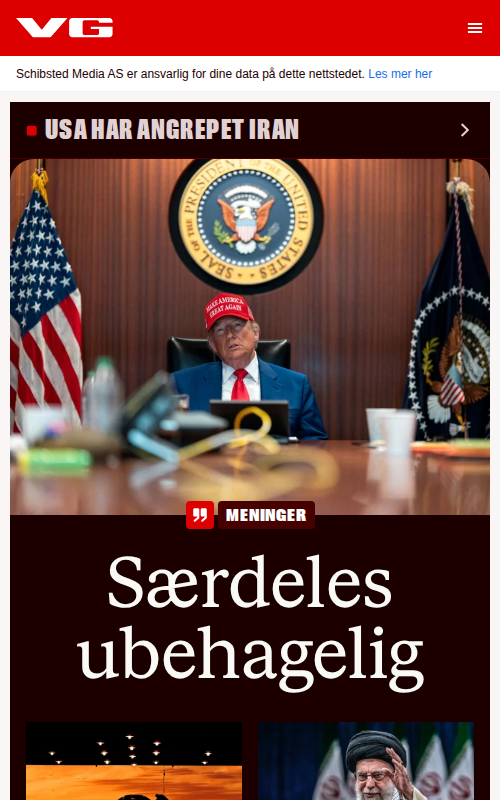 VG
Schibsted Media AS er ansvarlig for dine data på dette nettstedet. Les mer her
USA HAR ANGREPET IRAN
SEAL OF THE PRESIDENT OF THE UNITED
MAKE AMERICA
GREAT AGAIN
MENINGER
Særdeles
ubehagelig